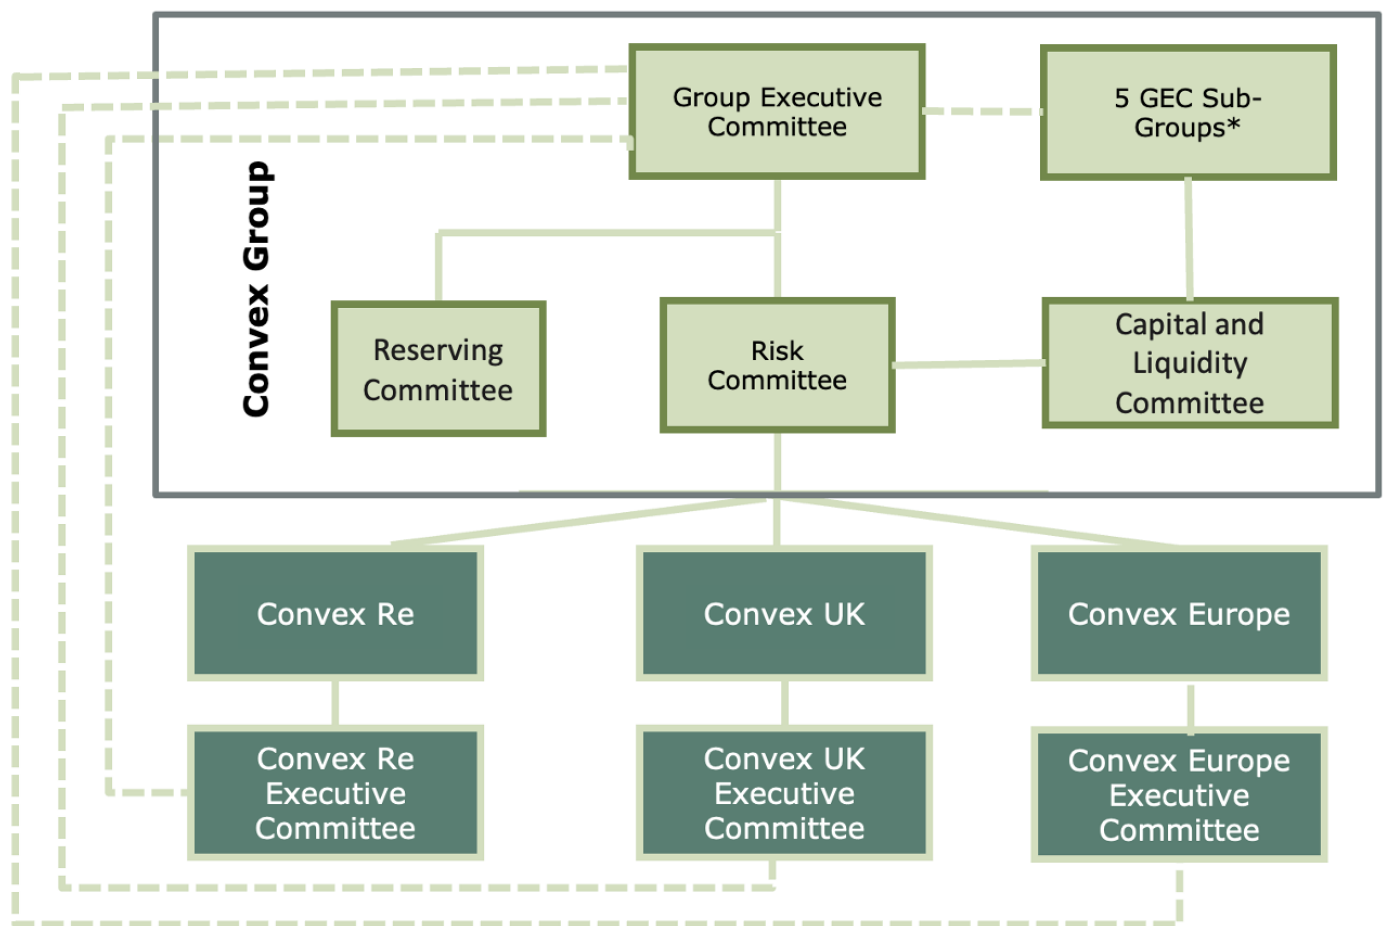 Group Executive
Committee
5 GEC Sub-
Groups*
Convex Group
Reserving
Committee
Risk
Committee
Capital and
Liquidity
Committee
Convex Re
Convex UK
Convex Europe
Convex Re
Executive
Committee
Convex UK
Executive
Committee
Convex Europe
Executive
Committee